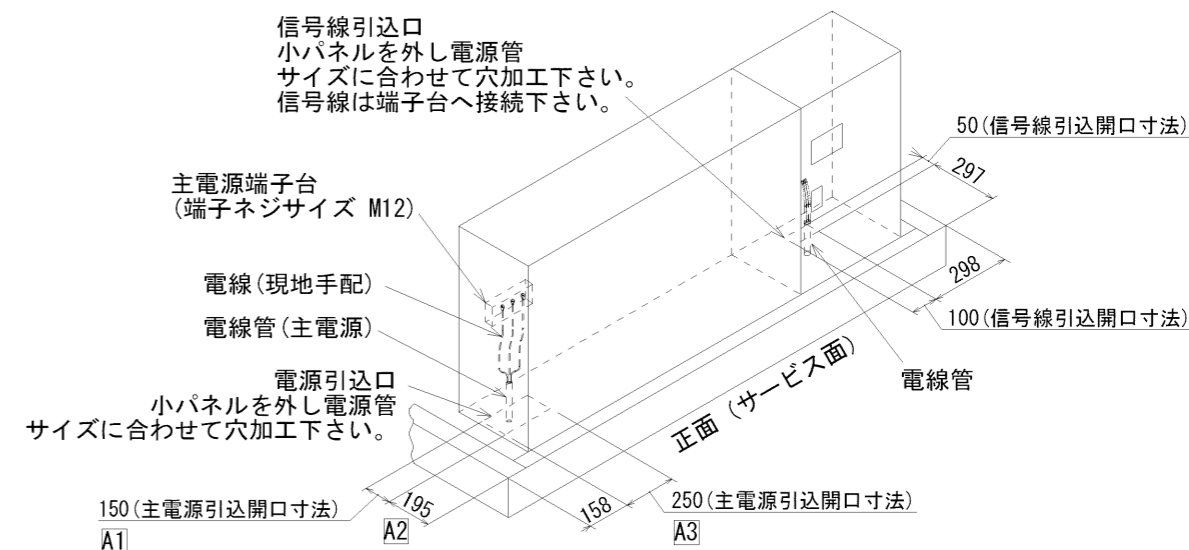 信号線引込口
小パネルを外し電源管
サイズに合わせて穴加工下さい。
信号線は端子台へ接続下さい。
50(信号線引込開口寸法)
297
主電源端子台
(端子ネジサイズ M12)
298
電線(現地手配)
100(信号線引込開口寸法)
電線管(主電源)
電線管
正面 (サービス面)
電源引込口
小パネルを外し電源管
サイズに合わせて穴加工下さい。
150(主電源引込開口寸法)
195
158
250(主電源引込開口寸法)
A1
A2
A3